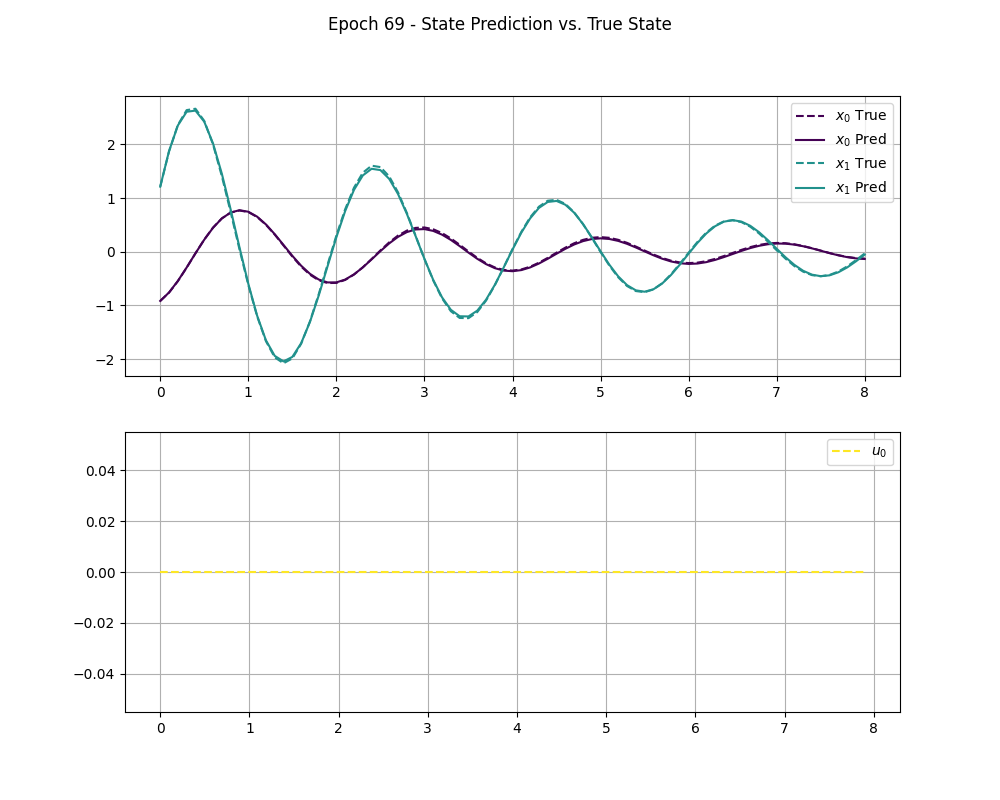 Epoch 69 - State Prediction vs. True State
2
1
0
−1
−2
x0 True
x0 Pred
x1 True
x1 Pred
0 1 2 3 4 5 6 7 8
0.04
0.02
0.00
−0.02
−0.04
u0
0 1 2 3 4 5 6 7 8